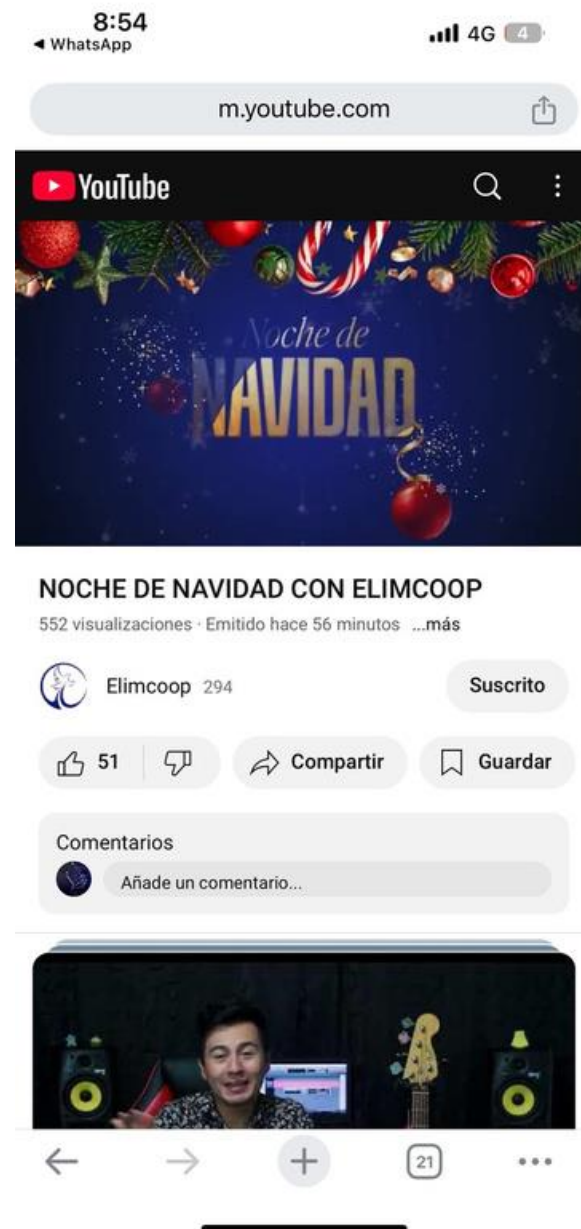 8:54
◀ WhatsApp
4G 4
m.youtube.com
YouTube
Noche de
NAVIDAD
NOCHE DE NAVIDAD CON ELIMCOOP
552 visualizaciones · Emitido hace 56 minutos ...más
Elimcoop 294
Suscrito
51
Compartir
Guardar
Comentarios
Añade un comentario...
21